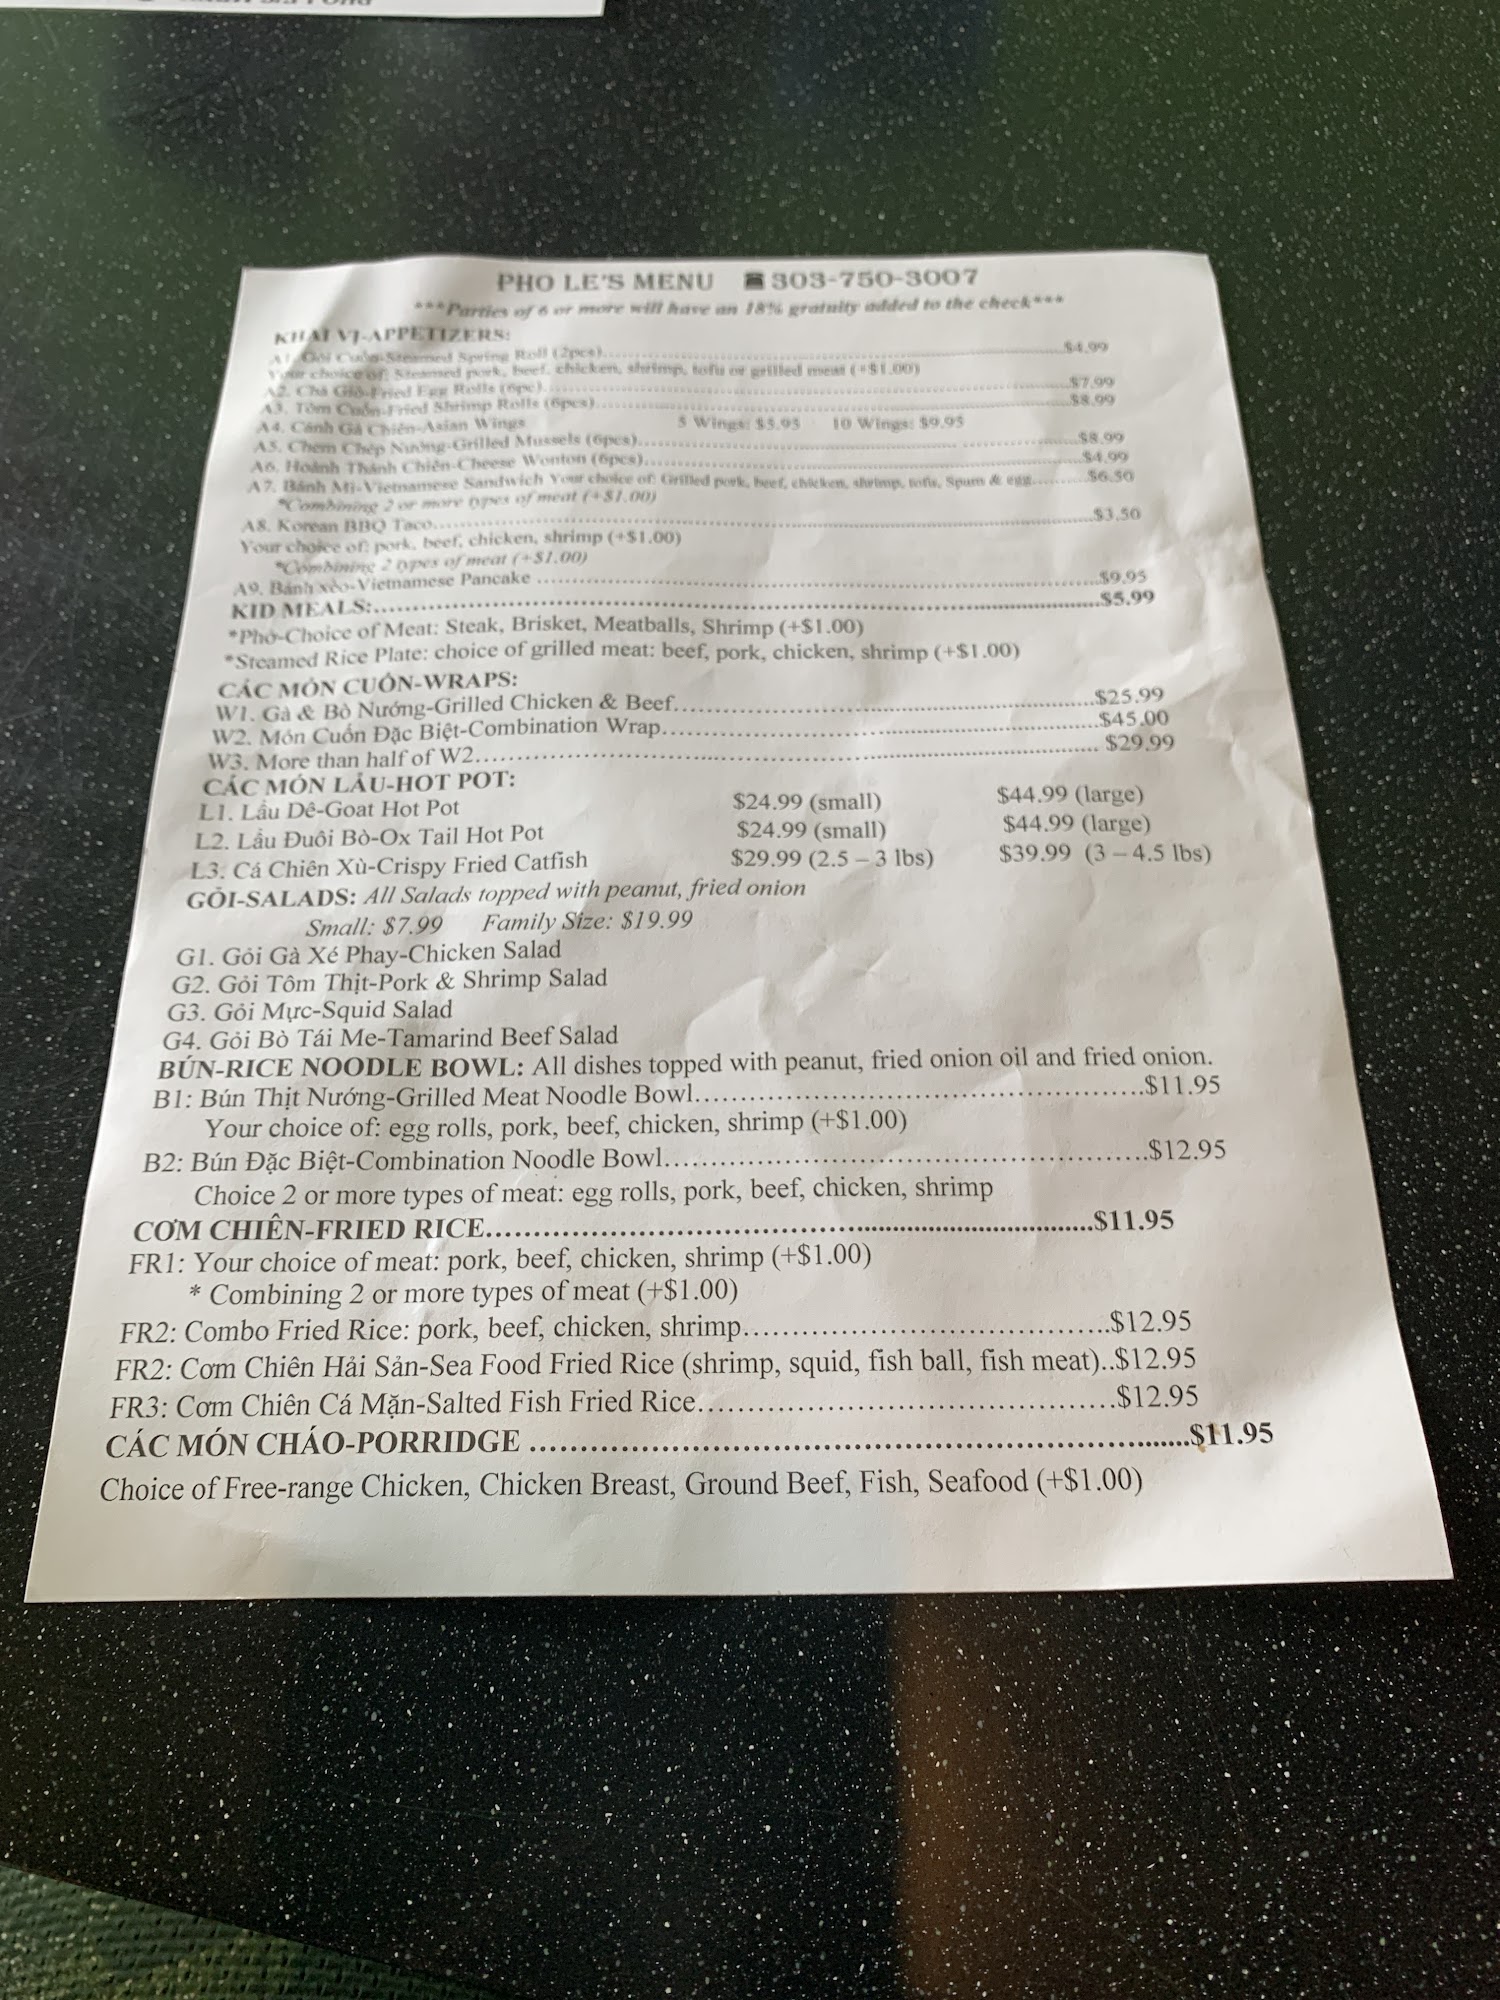 PHO LE'S MENU ☎303-750-3007
***Parties of 6 or more will have an 18% gratuity added to the check***
KHAI VỊ-APPETIZERS:
A1. Gỏi Cuốn-Steamed Spring Roll (2pcs)......$4.99
Your choice of: Steamed pork, beef, chicken, shrimp, tofu or grilled meat (+$1.00)
A2. Chả Giò-Fried Egg Rolls (6pc)......$7.99
A3. Tôm Cuốn-Fried Shrimp Rolls (6pcs)......$8.99
A4. Cánh Gà Chiên-Asian Wings 5 Wings: $5.95 10 Wings: $9.95
A5. Chem Chép Nướng-Grilled Mussels (6pcs)......$8.99
A6. Hoành Thánh Chiên-Cheese Wonton (6pcs)......$4.99
A7. Bánh Mì-Vietnamese Sandwich Your choice of: Grilled pork, beef, chicken, shrimp, tofu, Spam & egg......$6.50
*Combining 2 or more types of meat (+$1.00)
A8. Korean BBQ Taco......$3.50
Your choice of: pork, beef, chicken, shrimp (+$1.00)
*Combining 2 types of meat (+$1.00)
A9. Bánh xèo-Vietnamese Pancake ......$9.95
KID MEALS:......$5.99
*Phở-Choice of Meat: Steak, Brisket, Meatballs, Shrimp (+$1.00)
*Steamed Rice Plate: choice of grilled meat: beef, pork, chicken, shrimp (+$1.00)
CÁC MÓN CUỐN-WRAPS:
W1. Gà & Bò Nướng-Grilled Chicken & Beef......$25.99
W2. Món Cuốn Đặc Biệt-Combination Wrap......$45.00
W3. More than half of W2......$29.99
CÁC MÓN LẨU-HOT POT:
L1. Lẩu Dê-Goat Hot Pot $24.99 (small) $44.99 (large)
L2. Lẩu Đuôi Bò-Ox Tail Hot Pot $24.99 (small) $44.99 (large)
L3. Cá Chiên Xù-Crispy Fried Catfish $29.99 (2.5 – 3 lbs) $39.99 (3 – 4.5 lbs)
GỎI-SALADS: All Salads topped with peanut, fried onion
Small: $7.99 Family Size: $19.99
G1. Gỏi Gà Xé Phay-Chicken Salad
G2. Gỏi Tôm Thịt-Pork & Shrimp Salad
G3. Gỏi Mực-Squid Salad
G4. Gỏi Bò Tái Me-Tamarind Beef Salad
BÚN-RICE NOODLE BOWL: All dishes topped with peanut, fried onion oil and fried onion.
B1: Bún Thịt Nướng-Grilled Meat Noodle Bowl......$11.95
Your choice of: egg rolls, pork, beef, chicken, shrimp (+$1.00)
B2: Bún Đặc Biệt-Combination Noodle Bowl......$12.95
Choice 2 or more types of meat: egg rolls, pork, beef, chicken, shrimp
CƠM CHIÊN-FRIED RICE......$11.95
FR1: Your choice of meat: pork, beef, chicken, shrimp (+$1.00)
* Combining 2 or more types of meat (+$1.00)
FR2: Combo Fried Rice: pork, beef, chicken, shrimp......$12.95
FR2: Cơm Chiên Hải Sản-Sea Food Fried Rice (shrimp, squid, fish ball, fish meat)..$12.95
FR3: Cơm Chiên Cá Mặn-Salted Fish Fried Rice......$12.95
CÁC MÓN CHÁO-PORRIDGE ......$11.95
Choice of Free-range Chicken, Chicken Breast, Ground Beef, Fish, Seafood (+$1.00)